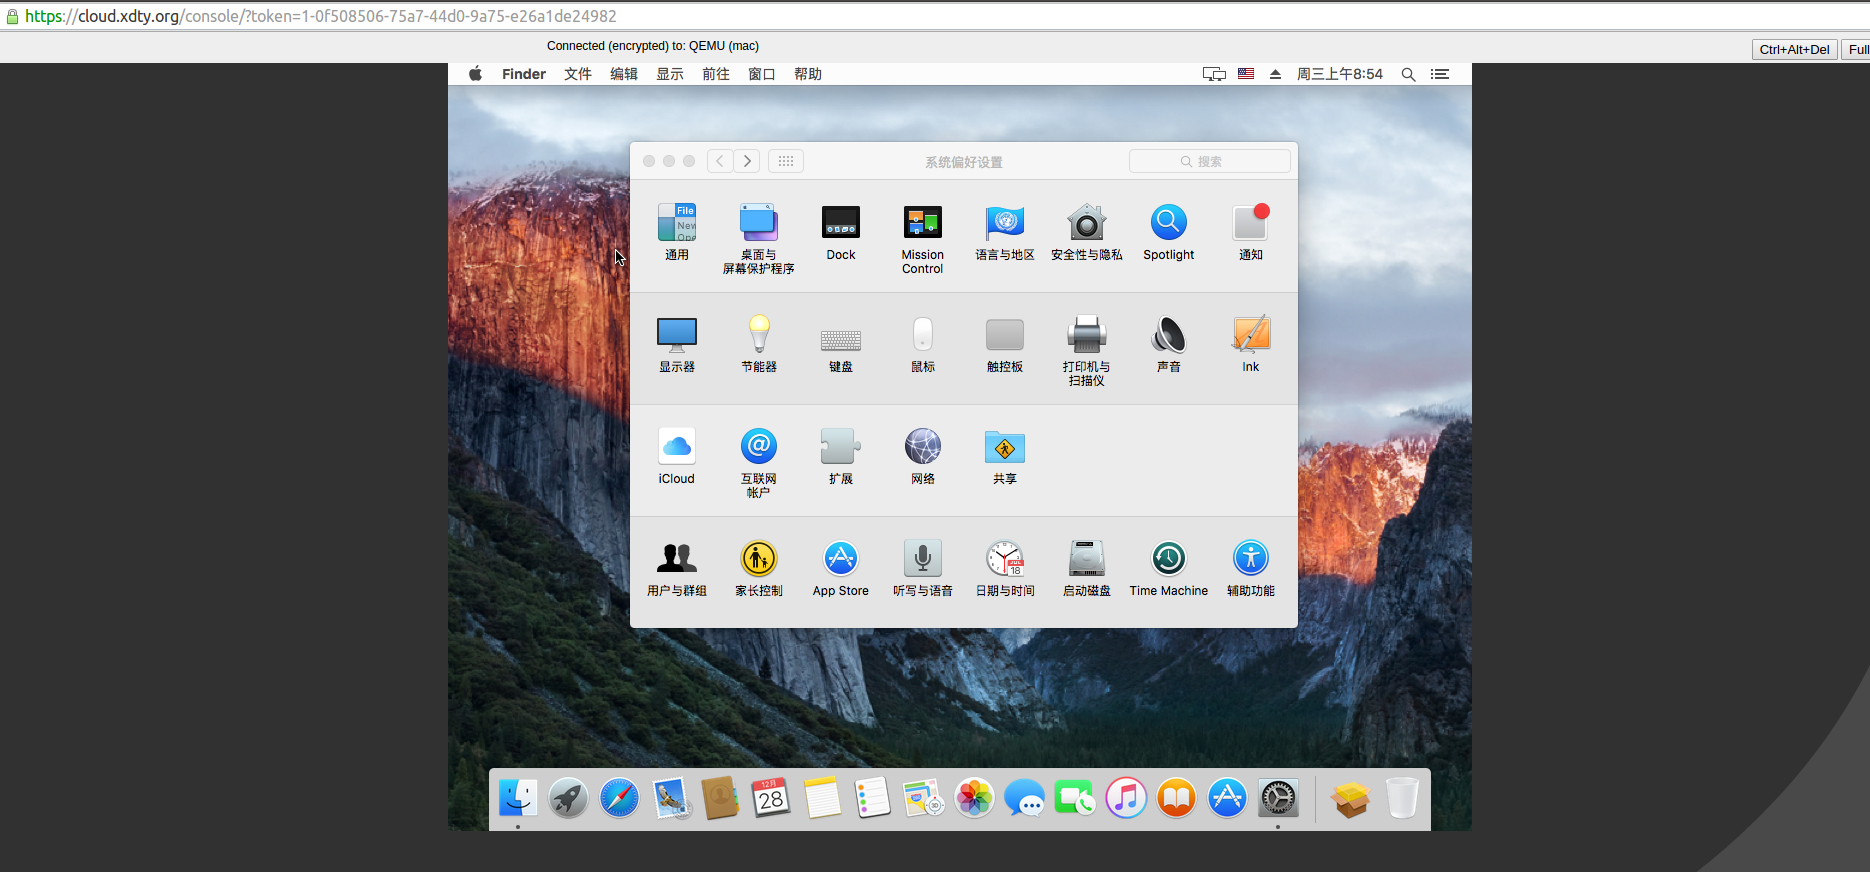 https://cloud.xdty.org/console/?token=1-0f508506-75a7-44d0-9a75-e26a1de24982
Connected (encrypted) to: QEMU (mac)
Ctrl+Alt+Del Full
Finder 文件 编辑 显示 前往 窗口 帮助 周三上午8:54
系统偏好设置 搜索
File
New
Ope
通用 桌面与 Dock Mission 语言与地区 安全性与隐私 Spotlight 通知
屏幕保护程序 Control
显示器 节能器 键盘 鼠标 触控板 打印机与 声音 Ink
扫描仪
@
iCloud 互联网 扩展 网络 共享
帐户
JUL
18
用户与群组 家长控制 App Store 听写与语音 日期与时间 启动磁盘 Time Machine 辅助功能
12月
28
3D